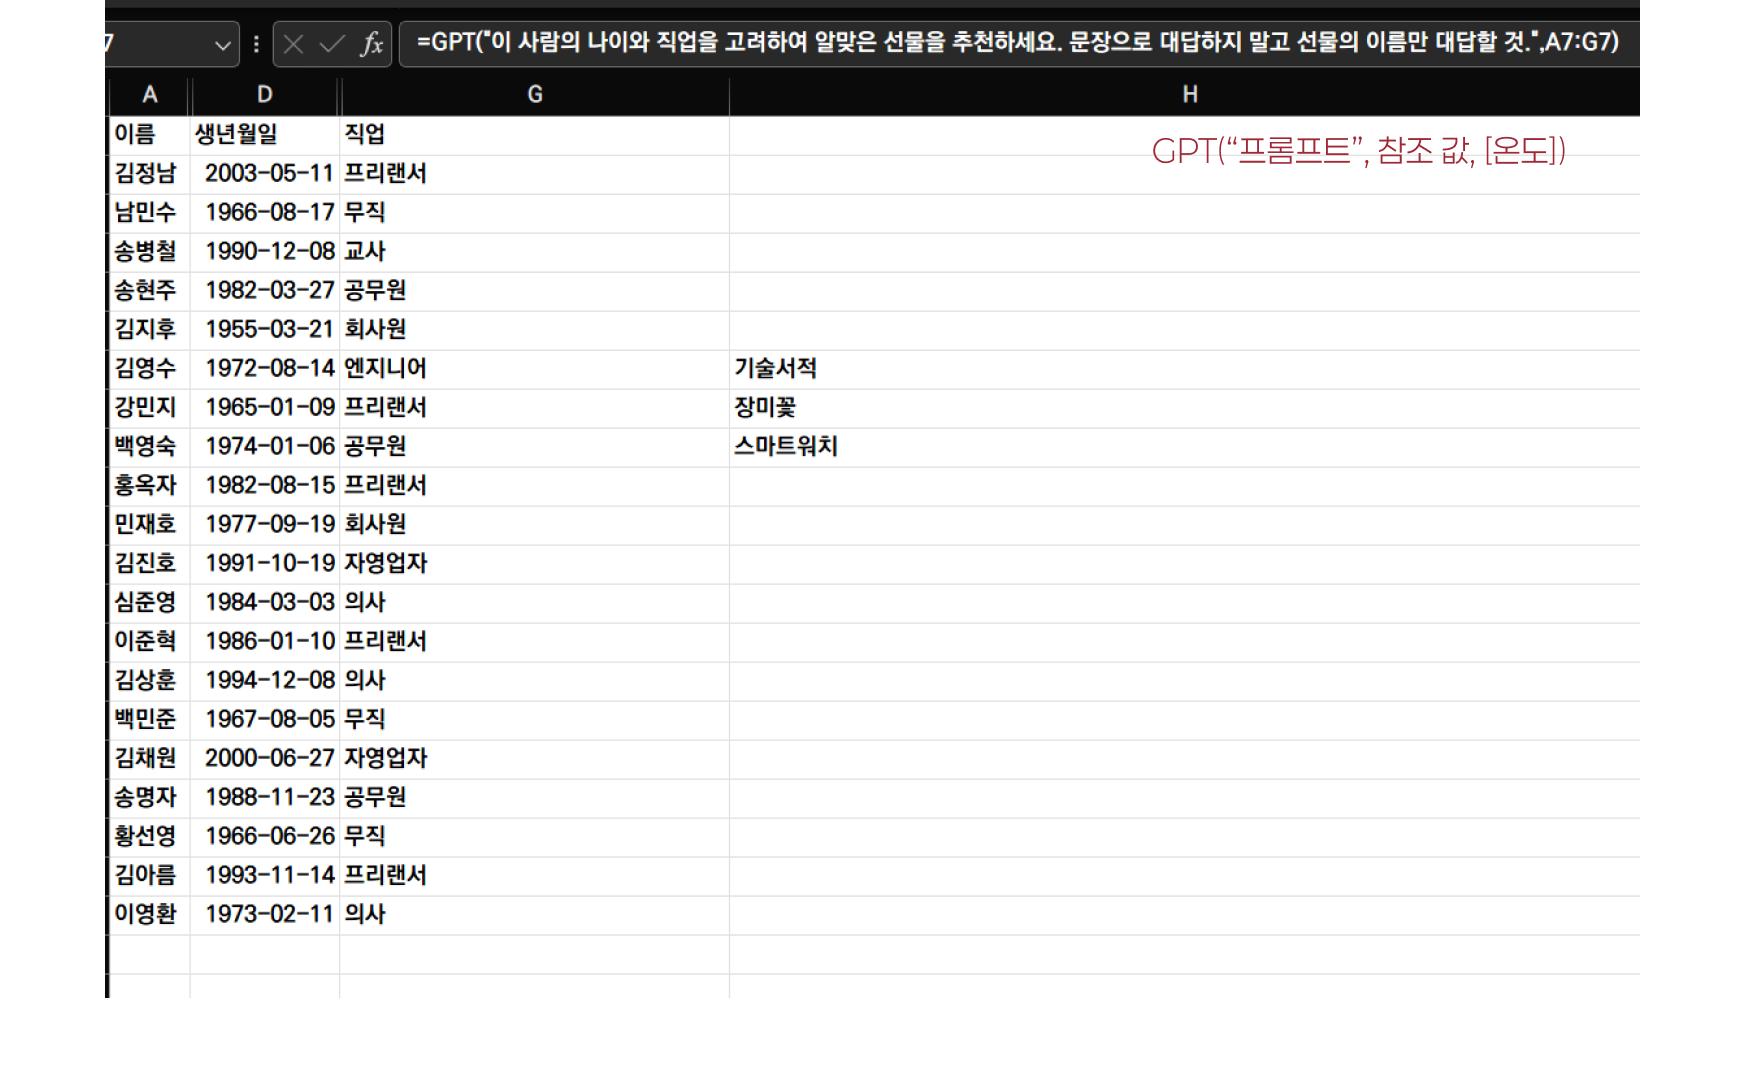 7 fx =GPT("이 사람의 나이와 직업을 고려하여 알맞은 선물을 추천하세요. 문장으로 대답하지 말고 선물의 이름만 대답할 것.",A7:G7)
A D G H
이름 생년월일 직업
GPT(“프롬프트”, 참조 값, [온도])
김정남 2003-05-11 프리랜서
남민수 1966-08-17 무직
송병철 1990-12-08 교사
송현주 1982-03-27 공무원
김지후 1955-03-21 회사원
김영수 1972-08-14 엔지니어 기술서적
강민지 1965-01-09 프리랜서 장미꽃
백영숙 1974-01-06 공무원 스마트워치
홍옥자 1982-08-15 프리랜서
민재호 1977-09-19 회사원
김진호 1991-10-19 자영업자
심준영 1984-03-03 의사
이준혁 1986-01-10 프리랜서
김상훈 1994-12-08 의사
백민준 1967-08-05 무직
김채원 2000-06-27 자영업자
송명자 1988-11-23 공무원
황선영 1966-06-26 무직
김아름 1993-11-14 프리랜서
이영환 1973-02-11 의사